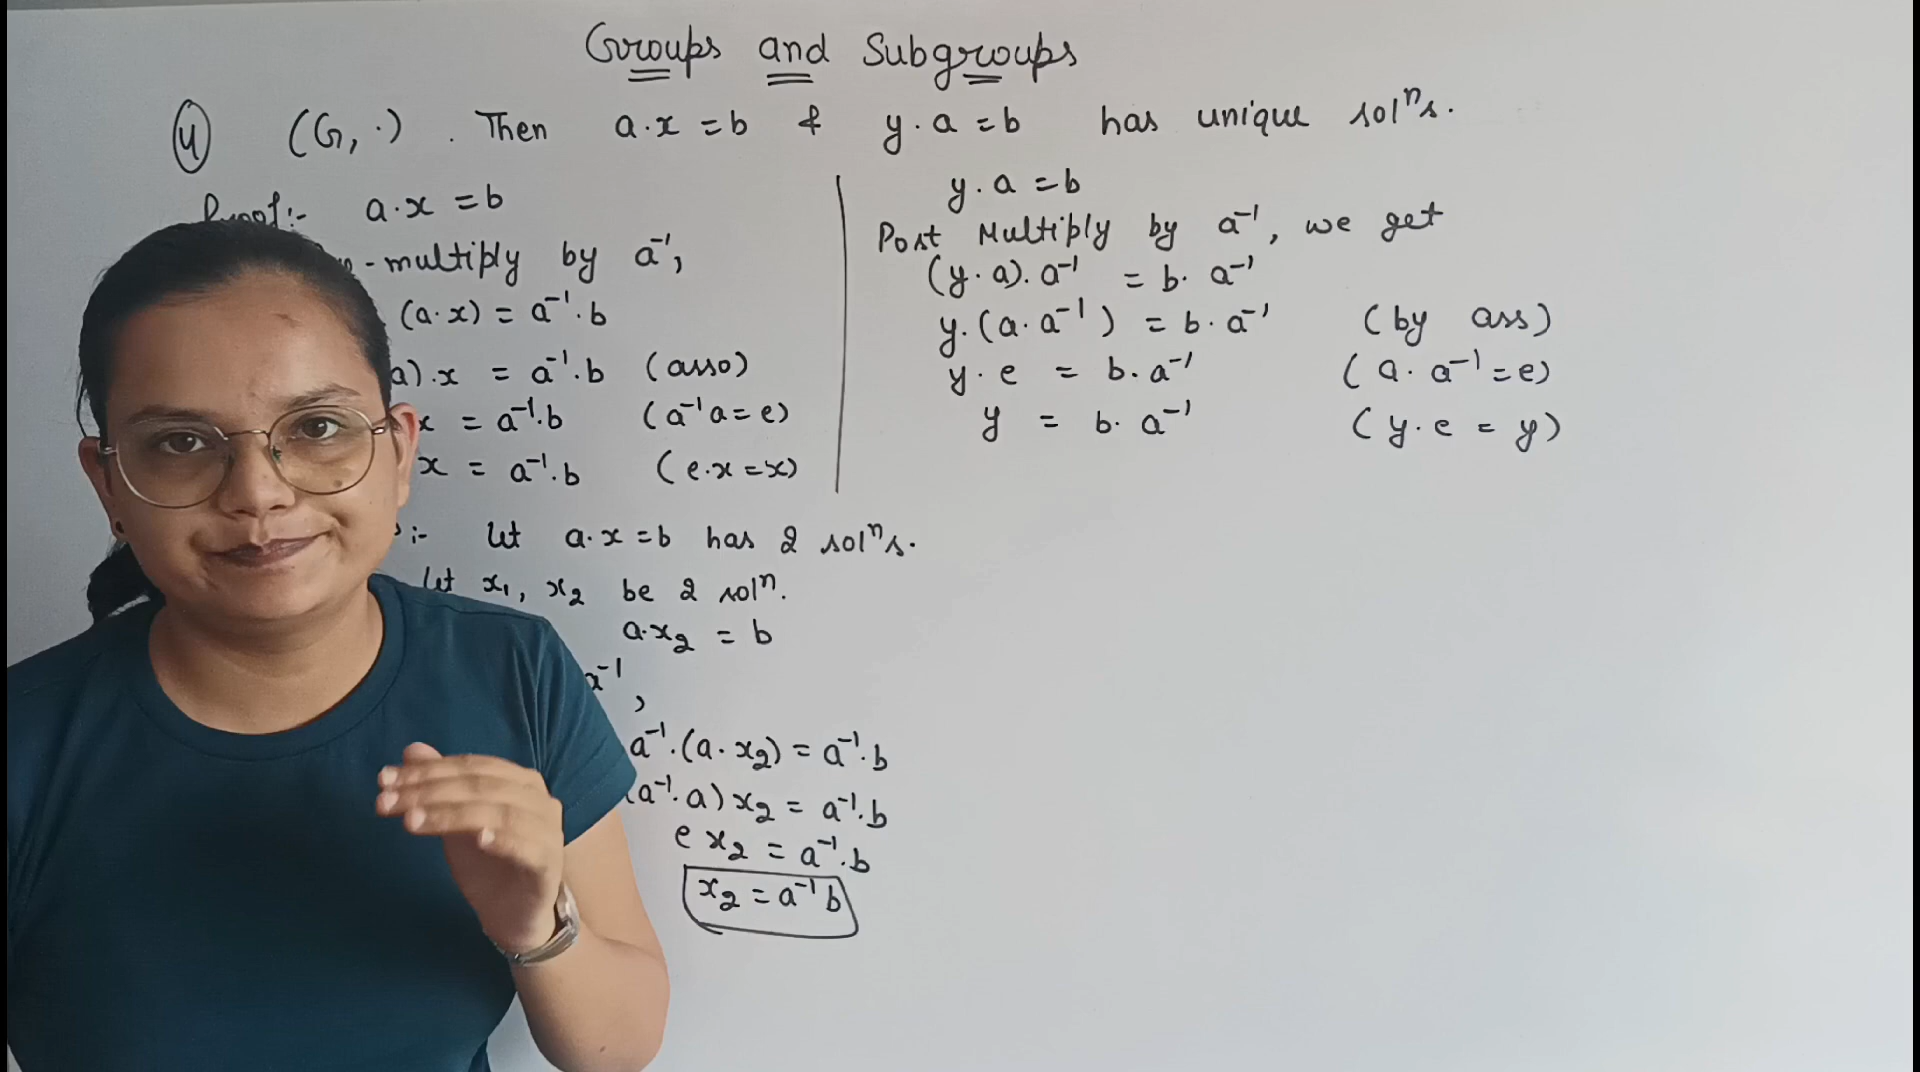 Groups and Subgroups
(4) (G, ·). Then a·x = b & y·a = b has unique solⁿs.
Proof:- a·x = b
-multiply by a⁻¹,
(a·x) = a⁻¹·b
a)·x = a⁻¹·b (asso)
x = a⁻¹·b (a⁻¹a = e)
x = a⁻¹·b (e·x = x)
y·a = b
Post Multiply by a⁻¹, we get
(y·a)·a⁻¹ = b·a⁻¹
y·(a·a⁻¹) = b·a⁻¹ (by ass)
y·e = b·a⁻¹ (a·a⁻¹ = e)
y = b·a⁻¹ (y·e = y)
:- let a·x = b has 2 solⁿs.
let x₁, x₂ be 2 solⁿ.
a·x₂ = b
⁻¹,
a⁻¹·(a·x₂) = a⁻¹·b
(a⁻¹·a) x₂ = a⁻¹·b
e x₂ = a⁻¹·b
x₂ = a⁻¹b